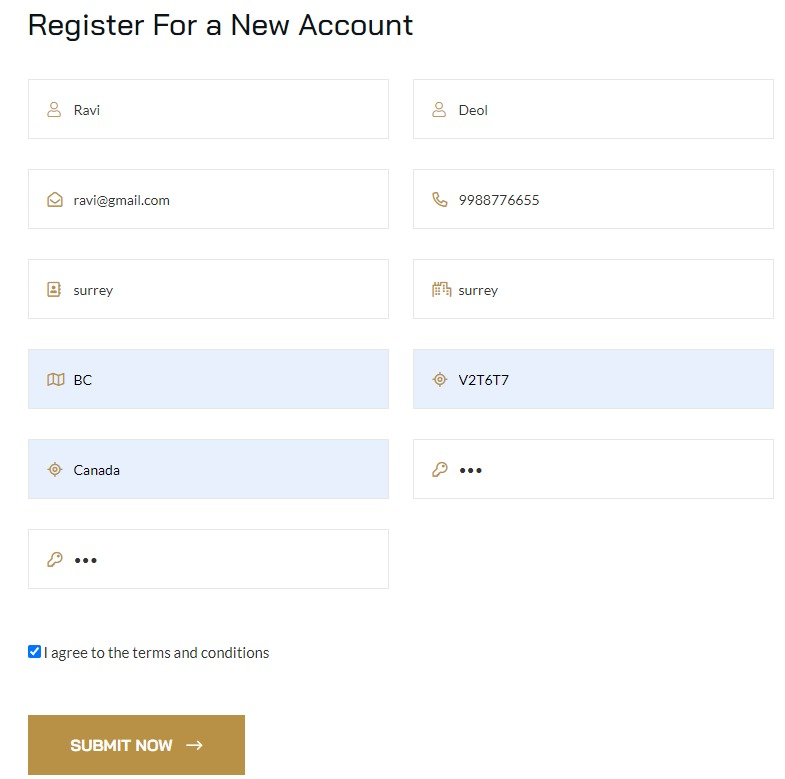 Register For a New Account
Ravi
Deol
ravi@gmail.com
9988776655
surrey
surrey
BC
V2T6T7
Canada
•••
•••
I agree to the terms and conditions
SUBMIT NOW →